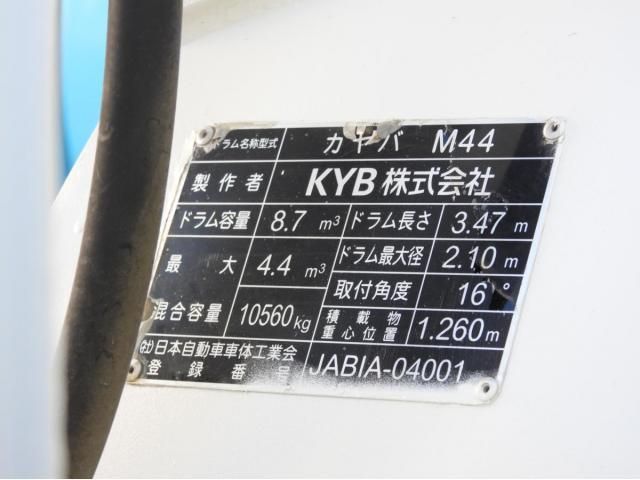 ドラム名称型式 カヤバ M44
製作者 KYB株式会社
ドラム容量 8.7 m³ ドラム長さ 3.47 m
最大混合容量 4.4 m³ 10560kg ドラム最大径 2.10 m
取付角度 16°
積載物重心位置 1.260m
(社)日本自動車車体工業会
登録番号 JABIA-04001